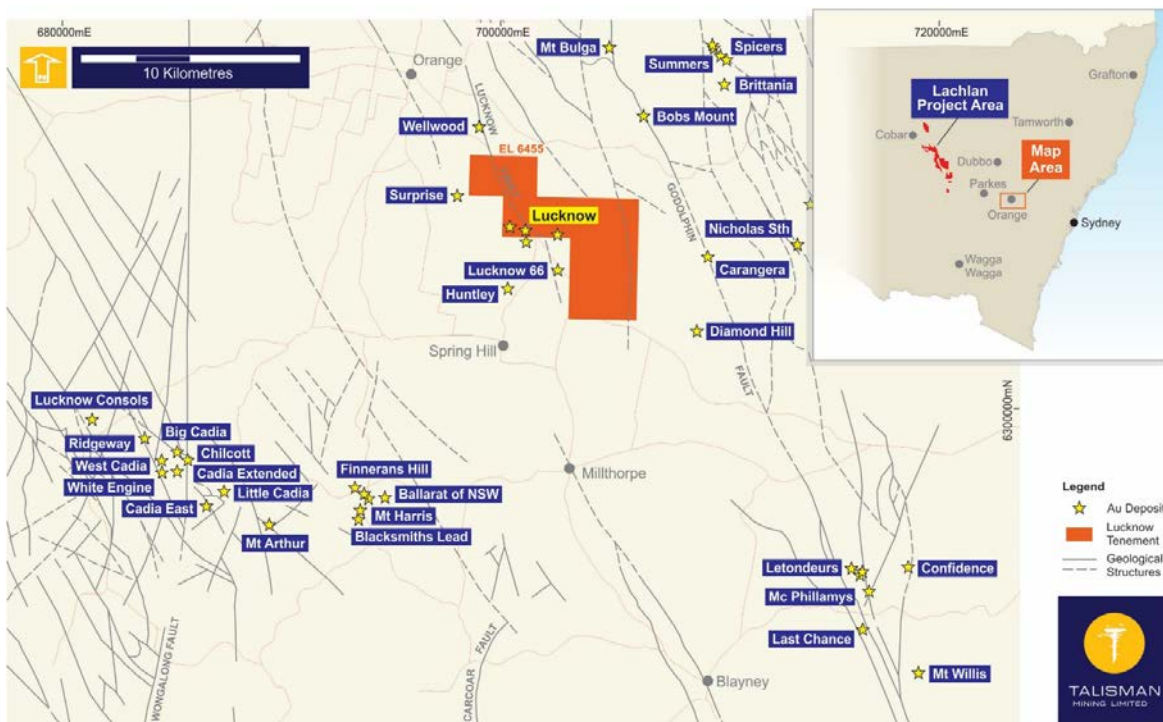 680000mE
700000mE
720000mE
10 Kilometres
Orange
Mt Bulga
Spicers
Summers
Brittania
Bobs Mount
Wellwood
LUCKNOW
EL 6455
Surprise
Lucknow
GODOLPHIN
Nicholas Sth
Carangera
Lucknow 66
Huntley
Diamond Hill
Spring Hill
FAULT
6300000mN
Lucknow Consols
Big Cadia
Ridgeway
Chilcott
West Cadia
Cadia Extended
White Engine
Little Cadia
Cadia East
Mt Arthur
Finnerans Hill
Ballarat of NSW
Mt Harris
Blacksmiths Lead
Millthorpe
Letondeurs
Confidence
Mc Phillamys
Last Chance
Mt Willis
Blayney
WONGALONG FAULT
CARCOAR FAULT
Grafton
Lachlan
Project Area
Tamworth
Cobar
Dubbo
Map
Area
Parkes
Orange
Sydney
Wagga
Wagga
Legend
Au Deposit
Lucknow
Tenement
Geological
Structures
TALISMAN
MINING LIMITED